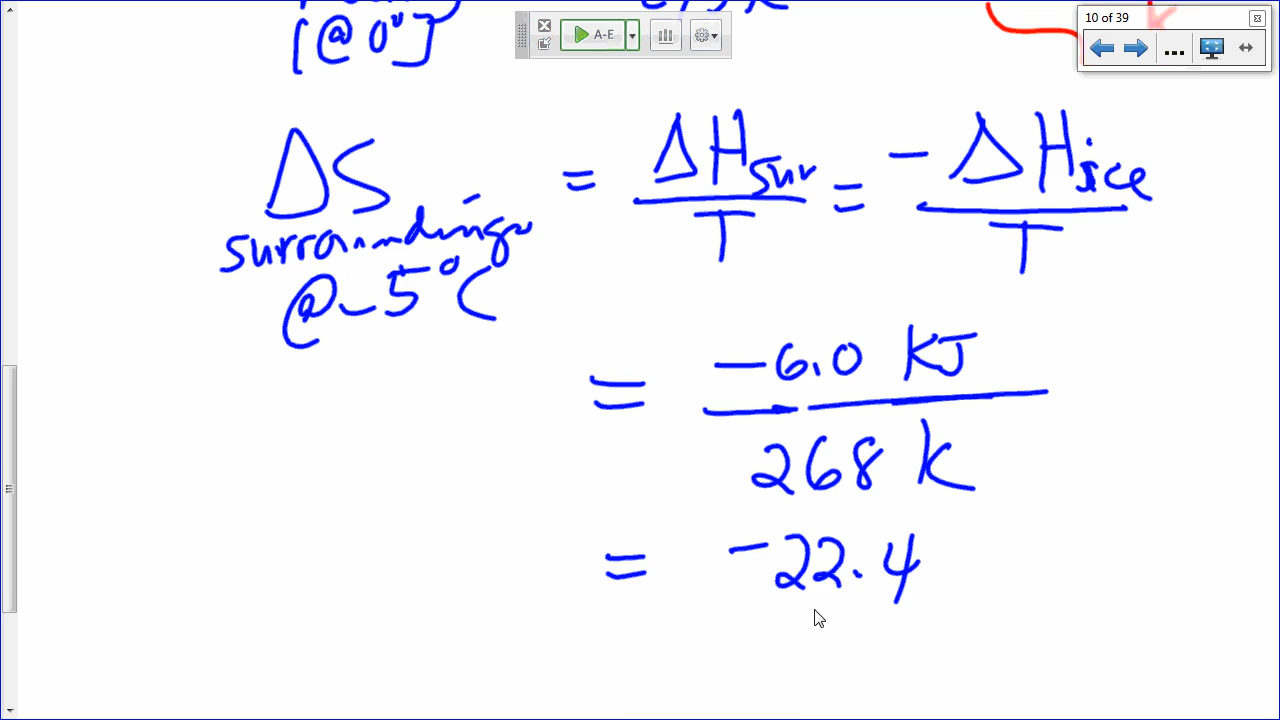 [@ 0°]
A-E
10 of 39
ΔS surroundings @ -5°C = ΔH sur / T = - ΔH ice / T
= -6.0 KJ / 268 K
= -22.4